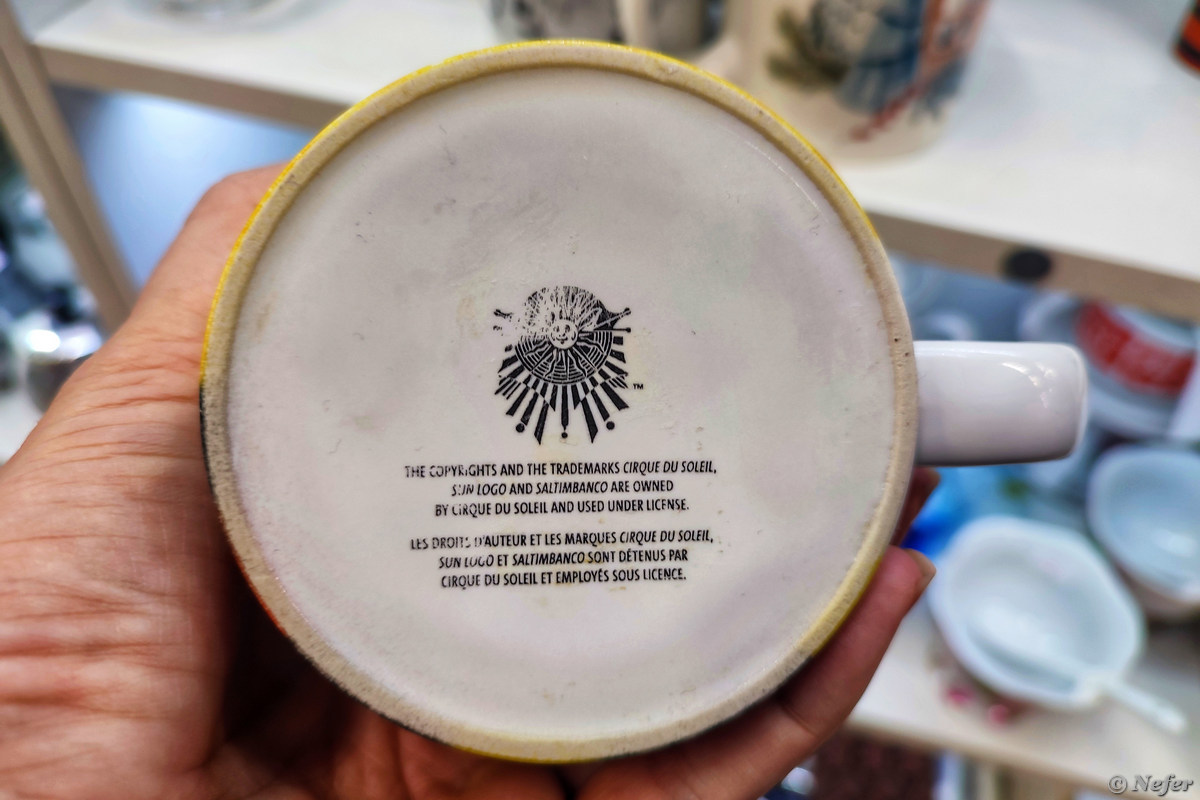 ™
THE COPYRIGHTS AND THE TRADEMARKS CIRQUE DU SOLEIL,
SUN LOGO AND SALTIMBANCO ARE OWNED
BY CIRQUE DU SOLEIL AND USED UNDER LICENSE.
LES DROITS D'AUTEUR ET LES MARQUES CIRQUE DU SOLEIL,
SUN LOGO ET SALTIMBANCO SONT DÉTENUS PAR
CIRQUE DU SOLEIL ET EMPLOYÉS SOUS LICENCE.
© Nefer